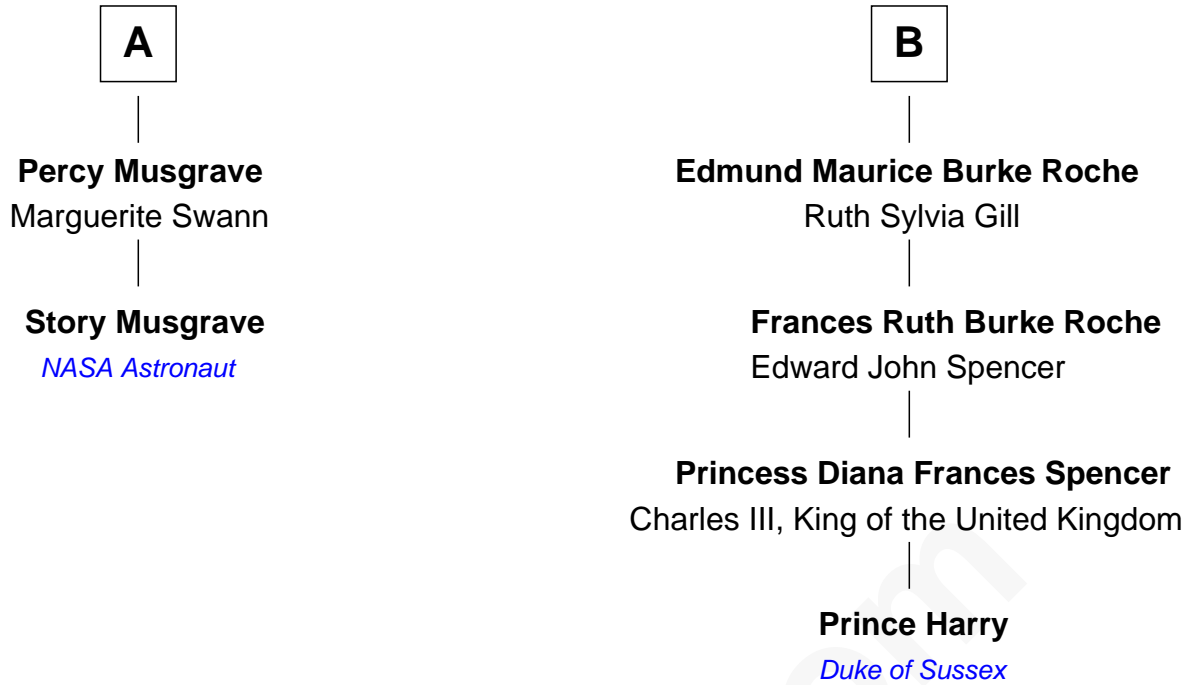 A
B
Percy Musgrave
Marguerite Swann
Edmund Maurice Burke Roche
Ruth Sylvia Gill
Story Musgrave
NASA Astronaut
Frances Ruth Burke Roche
Edward John Spencer
Princess Diana Frances Spencer
Charles III, King of the United Kingdom
Prince Harry
Duke of Sussex